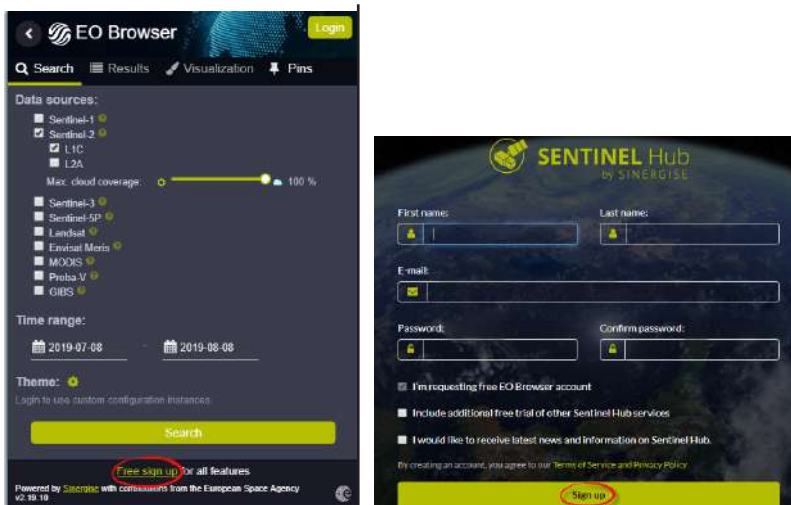 EO Browser
Login
Search Results Visualization Pins
Data sources:
Sentinel-1
Sentinel-2
L1C
L2A
Max. cloud coverage: 100 %
Sentinel-3
Sentinel-5P
Landsat
Envisat Meris
MODIS
Proba-V
GIBS
Time range:
2019-07-08 - 2019-08-08
Theme:
Login to use custom configuration instances.
Search
Free sign up for all features
Powered by Sinergise with contributions from the European Space Agency
v2.19.10
SENTINEL Hub
by SINERGISE
First name: Last name:
E-mail:
Password: Confirm password:
I'm requesting free EO Browser account
Include additional free trial of other Sentinel Hub services
I would like to receive latest news and information on Sentinel Hub.
By creating an account, you agree to our Terms of Service and Privacy Policy
Sign up